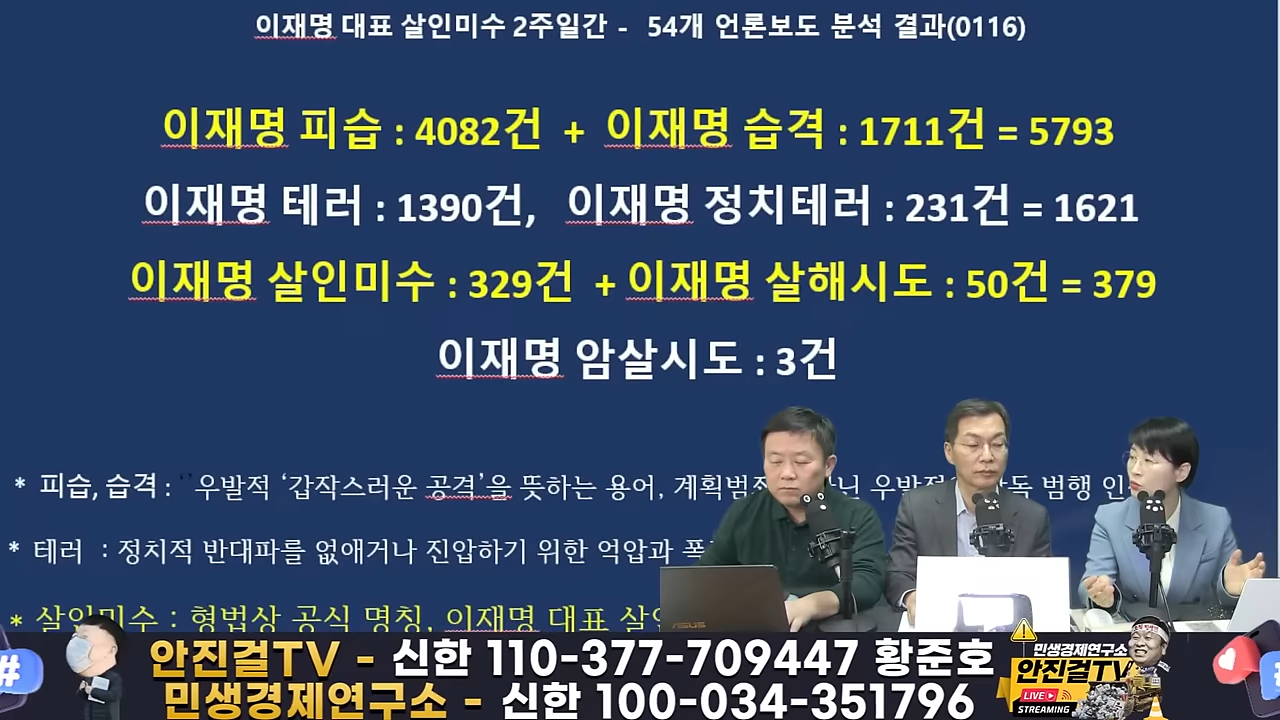 이재명 대표 살인미수 2주일간 - 54개 언론보도 분석 결과(0116)
이재명 피습 : 4082건 + 이재명 습격 : 1711건 = 5793
이재명 테러 : 1390건, 이재명 정치테러 : 231건 = 1621
이재명 살인미수 : 329건 + 이재명 살해시도 : 50건 = 379
이재명 암살시도 : 3건
* 피습, 습격 : 우발적 ‘갑작스러운 공격’을 뜻하는 용어, 계획범죄 우발적 범행
* 테러 : 정치적 반대파를 없애거나 진압하기 위한 억압과
* 살인미수 : 형법상 공식 명칭, 이재명 대표
ASUS
안진걸TV - 신한 110-377-709447 황준호
민생경제연구소 - 신한 100-034-351796
민생경제연구소
안진걸TV
LIVE
STREAMING
#